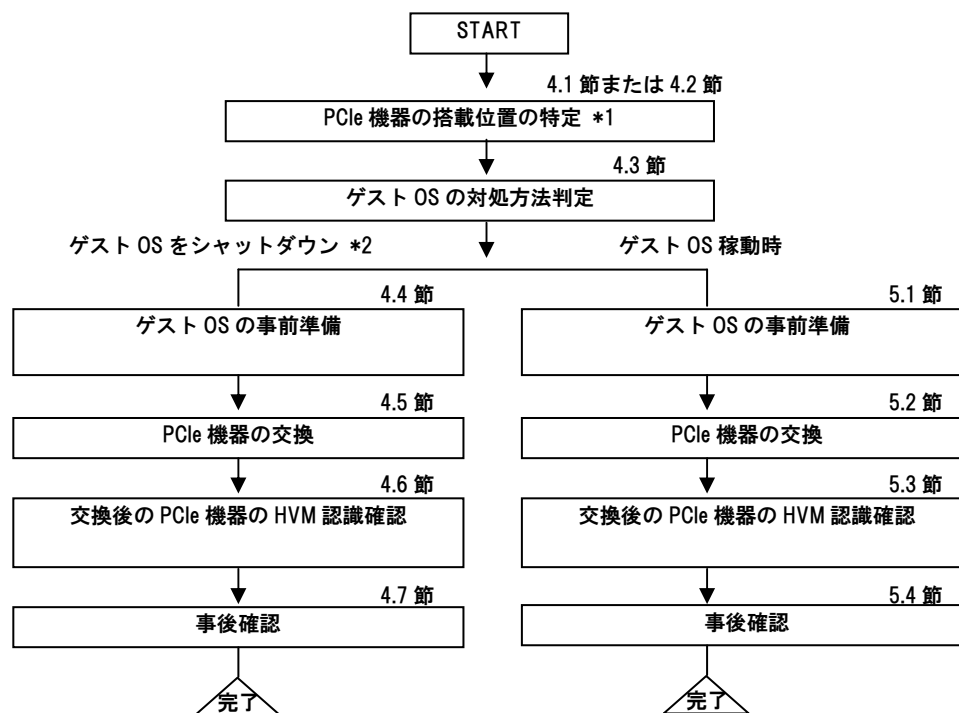 START
4.1 節または 4.2 節
PCIe 機器の搭載位置の特定 *1
4.3 節
ゲスト OS の対処方法判定
ゲスト OS をシャットダウン *2
ゲスト OS 稼動時
4.4 節
ゲスト OS の事前準備
4.5 節
PCIe 機器の交換
4.6 節
交換後の PCIe 機器の HVM 認識確認
4.7 節
事後確認
完了
5.1 節
ゲスト OS の事前準備
5.2 節
PCIe 機器の交換
5.3 節
交換後の PCIe 機器の HVM 認識確認
5.4 節
事後確認
完了